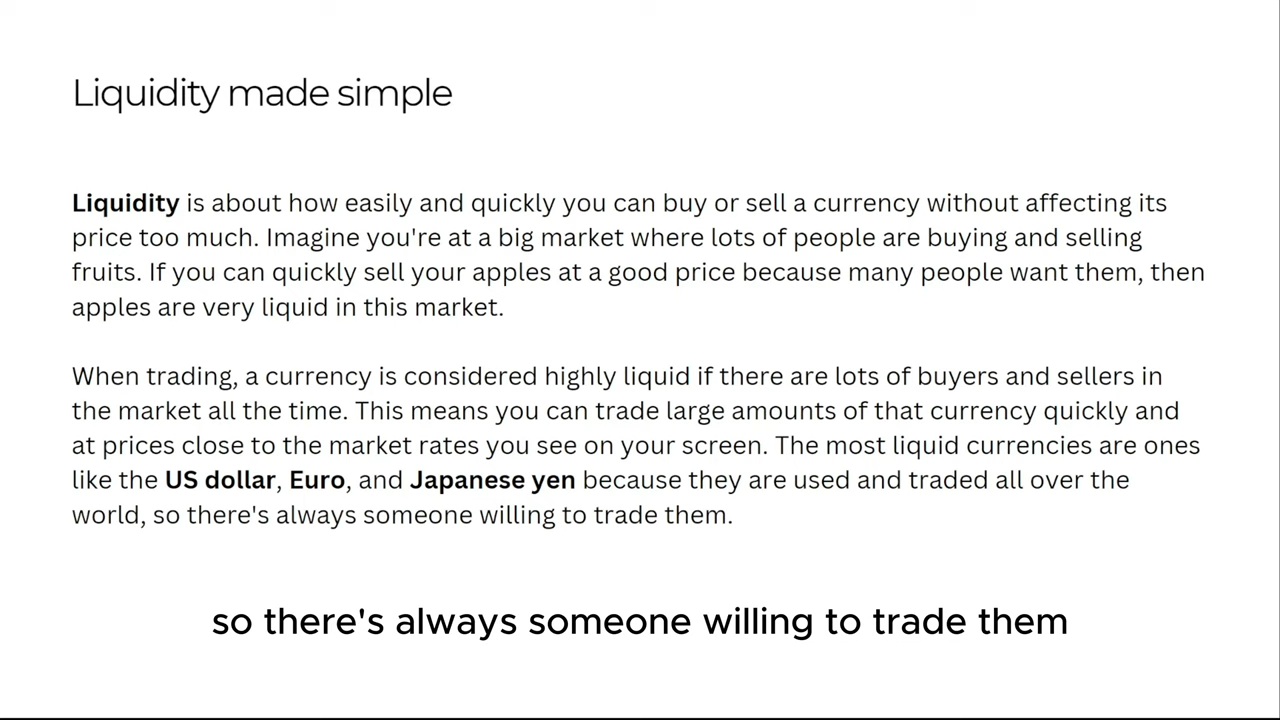 Liquidity made simple
Liquidity is about how easily and quickly you can buy or sell a currency without affecting its
price too much. Imagine you're at a big market where lots of people are buying and selling
fruits. If you can quickly sell your apples at a good price because many people want them, then
apples are very liquid in this market.
When trading, a currency is considered highly liquid if there are lots of buyers and sellers in
the market all the time. This means you can trade large amounts of that currency quickly and
at prices close to the market rates you see on your screen. The most liquid currencies are ones
like the US dollar, Euro, and Japanese yen because they are used and traded all over the
world, so there's always someone willing to trade them.
so there's always someone willing to trade them